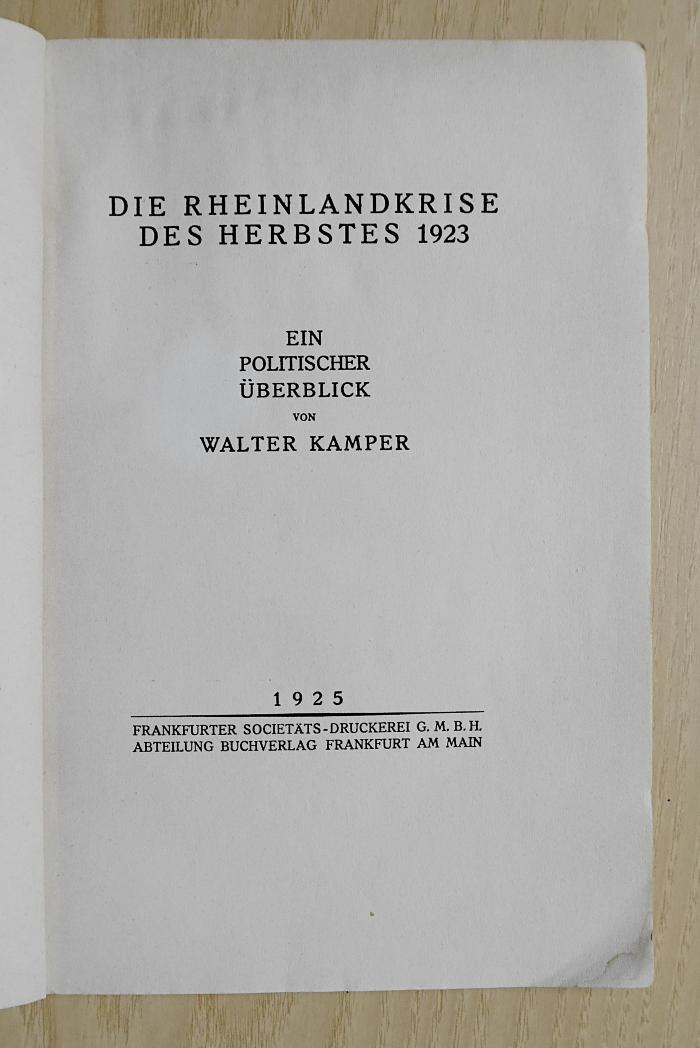 DIE RHEINLANDKRISE
DES HERBSTES 1923
EIN
POLITISCHER
ÜBERBLICK
VON
WALTER KAMPER
1925
FRANKFURTER SOCIETÄTS-DRUCKEREI G. M. B. H.
ABTEILUNG BUCHVERLAG FRANKFURT AM MAIN